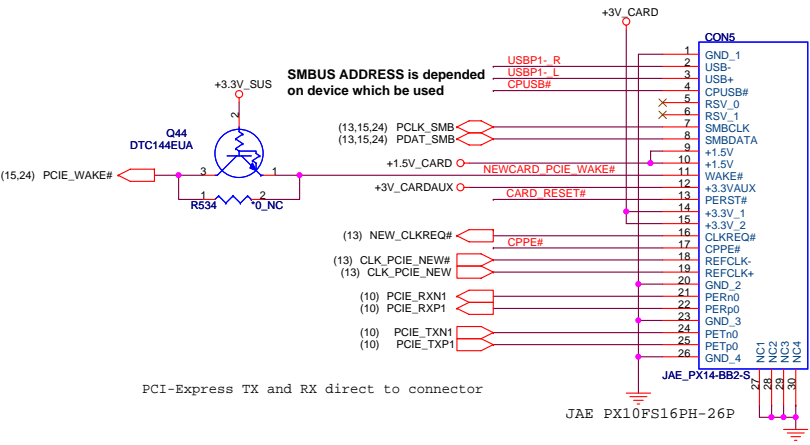 +3V_CARD
CON5
1 GND_1
USBP1-_R 2 USB-
USBP1-_L 3 USB+
CPUSB# 4 CPUSB#
5 RSV_0
6 RSV_1
SMBUS ADDRESS is depended
on device which be used
(13,15,24) PCLK_SMB 7 SMBCLK
(13,15,24) PDAT_SMB 8 SMBDATA
9 +1.5V
+1.5V_CARD 10 +1.5V
+3.3V_SUS
2
Q44
DTC144EUA
(15,24) PCIE_WAKE# 3 1 NEWCARD_PCIE_WAKE# 11 WAKE#
1 2
R534 *0_NC
+3V_CARDAUX 12 +3.3VAUX
CARD_RESET# 13 PERST#
14 +3.3V_1
15 +3.3V_2
(13) NEW_CLKREQ# 16 CLKREQ#
CPPE# 17 CPPE#
(13) CLK_PCIE_NEW# 18 REFCLK-
(13) CLK_PCIE_NEW 19 REFCLK+
20 GND_2
(10) PCIE_RXN1 21 PERn0
(10) PCIE_RXP1 22 PERp0
23 GND_3
(10) PCIE_TXN1 24 PETn0
(10) PCIE_TXP1 25 PETp0
26 GND_4
NC1 NC2 NC3 NC4
27 28 29 30
JAE_PX14-BB2-S
PCI-Express TX and RX direct to connector
JAE PX10FS16PH-26P